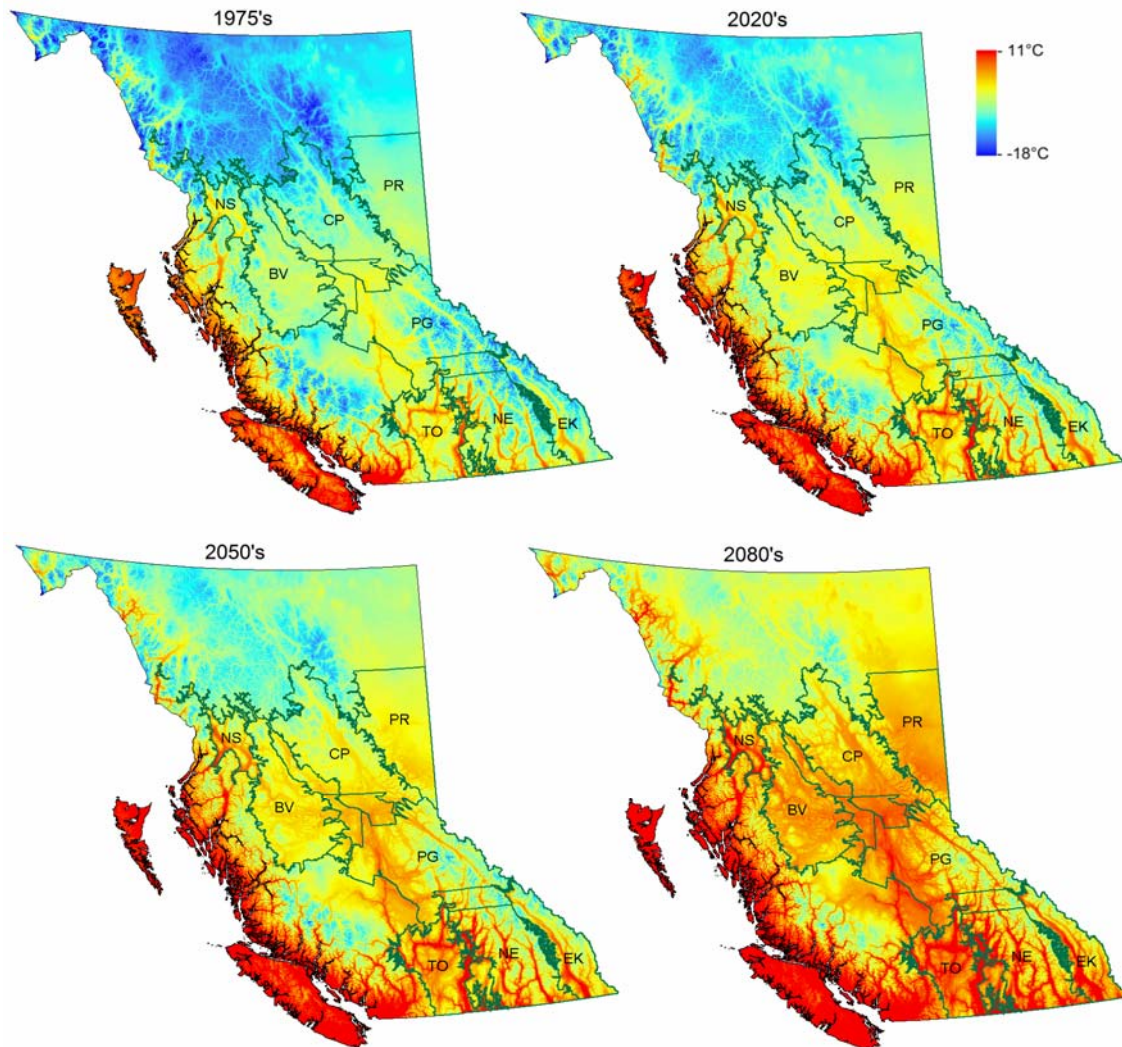 1975's
2020's
11°C
-18°C
PR
NS
CP
BV
PG
TO
NE
EK
PR
NS
CP
BV
PG
TO
NE
EK
2050's
2080's
PR
NS
CP
BV
PG
TO
NE
EK
PR
NS
CP
BV
PG
TO
NE
EK